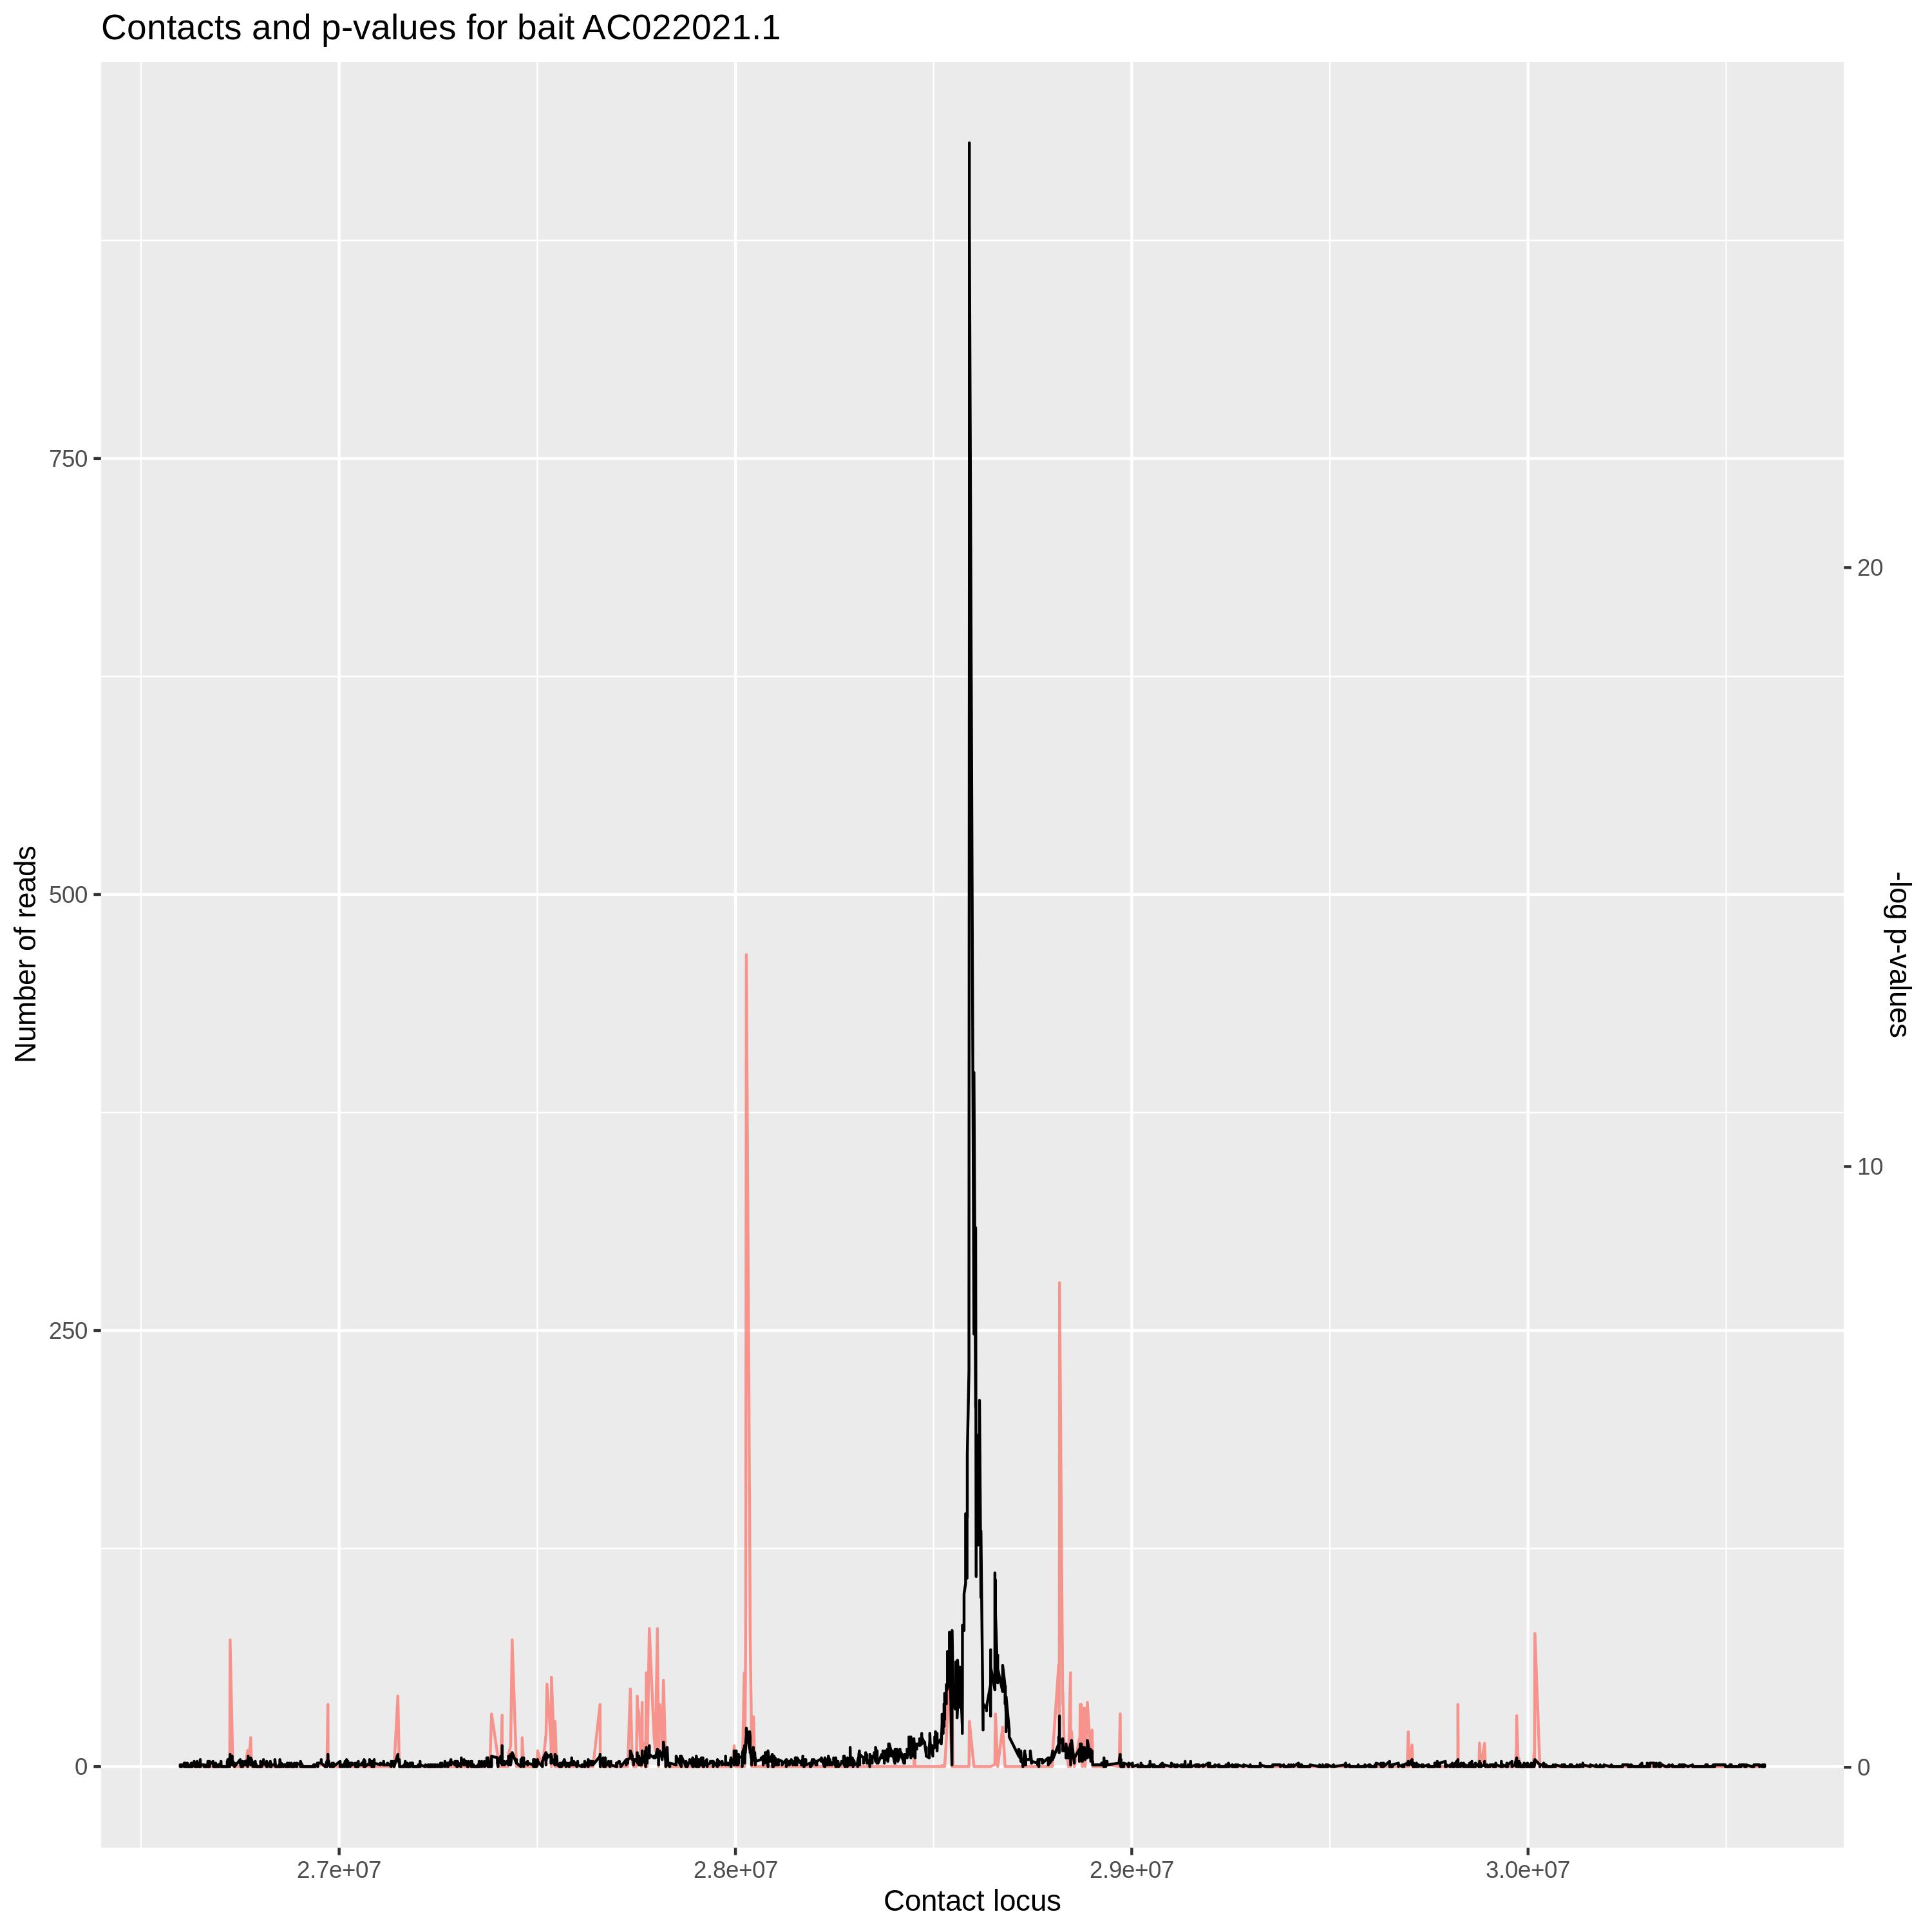 Contacts and p-values for bait AC022021.1
750
500
250
0
Number of reads
20
10
0
-log p-values
2.7e+07
2.8e+07
2.9e+07
3.0e+07
Contact locus